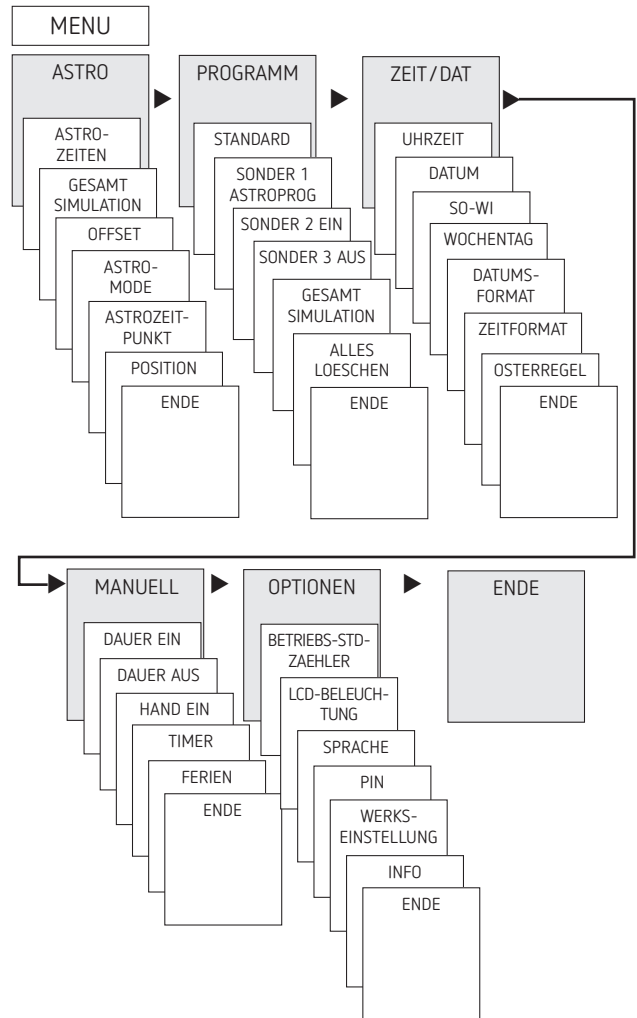 MENU
ASTRO
ASTRO-
ZEITEN
GESAMT
SIMULATION
OFFSET
ASTRO-
MODE
ASTROZEIT-
PUNKT
POSITION
ENDE
PROGRAMM
STANDARD
SONDER 1
ASTROPROG
SONDER 2 EIN
SONDER 3 AUS
GESAMT
SIMULATION
ALLES
LOESCHEN
ENDE
ZEIT/DAT
UHRZEIT
DATUM
SO-WI
WOCHENTAG
DATUMS-
FORMAT
ZEITFORMAT
OSTERREGEL
ENDE
MANUELL
DAUER EIN
DAUER AUS
HAND EIN
TIMER
FERIEN
ENDE
OPTIONEN
BETRIEBS-STD-
ZAEHLER
LCD-BELEUCH-
TUNG
SPRACHE
PIN
WERKS-
EINSTELLUNG
INFO
ENDE
ENDE